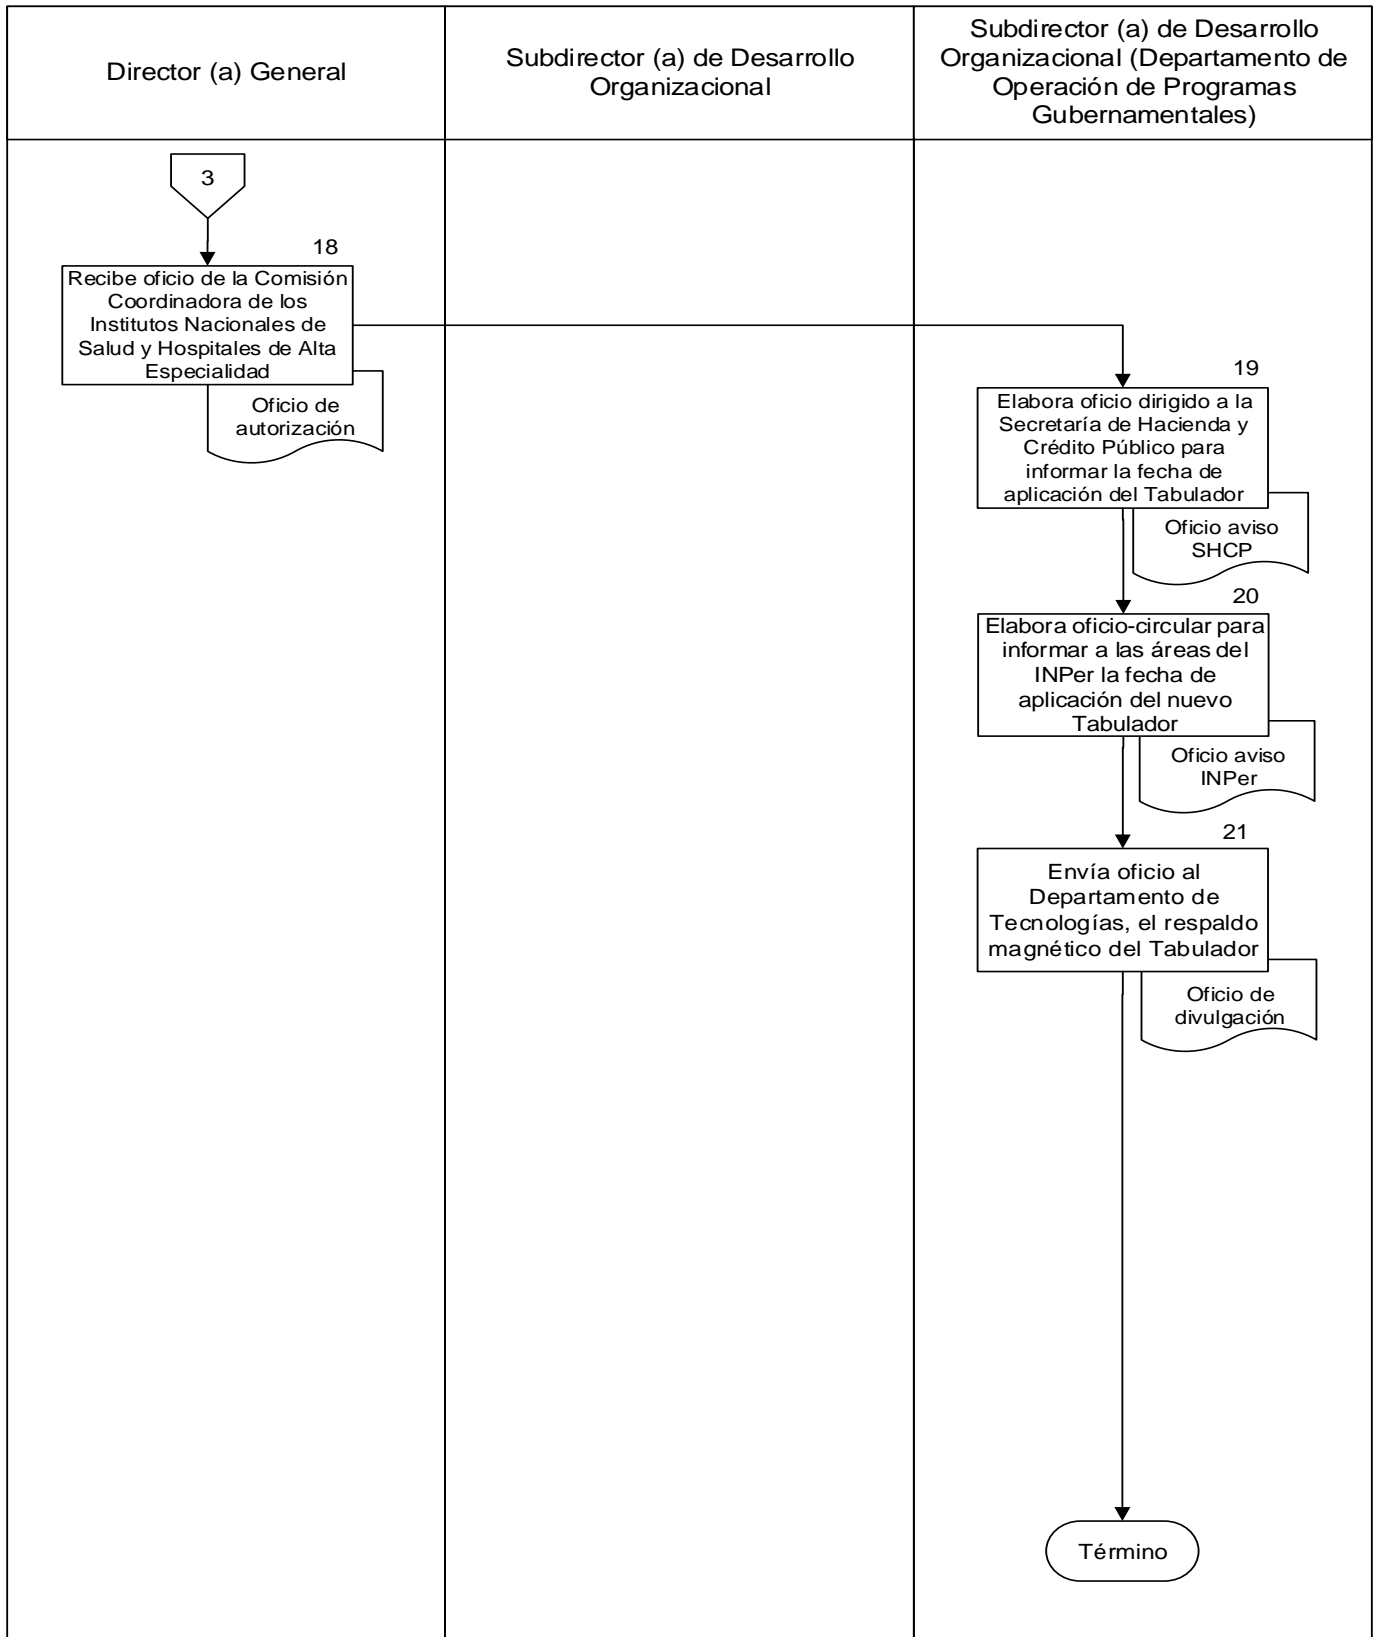 Director (a) General
Subdirector (a) de Desarrollo
Organizacional
Subdirector (a) de Desarrollo
Organizacional (Departamento de
Operación de Programas
Gubernamentales)
3
18
Recibe oficio de la Comisión
Coordinadora de los
Institutos Nacionales de
Salud y Hospitales de Alta
Especialidad
Oficio de
autorización
19
Elabora oficio dirigido a la
Secretaría de Hacienda y
Crédito Público para
informar la fecha de
aplicación del Tabulador
Oficio aviso
SHCP
20
Elabora oficio-circular para
informar a las áreas del
INPer la fecha de
aplicación del nuevo
Tabulador
Oficio aviso
INPer
21
Envía oficio al
Departamento de
Tecnologías, el respaldo
magnético del Tabulador
Oficio de
divulgación
Término